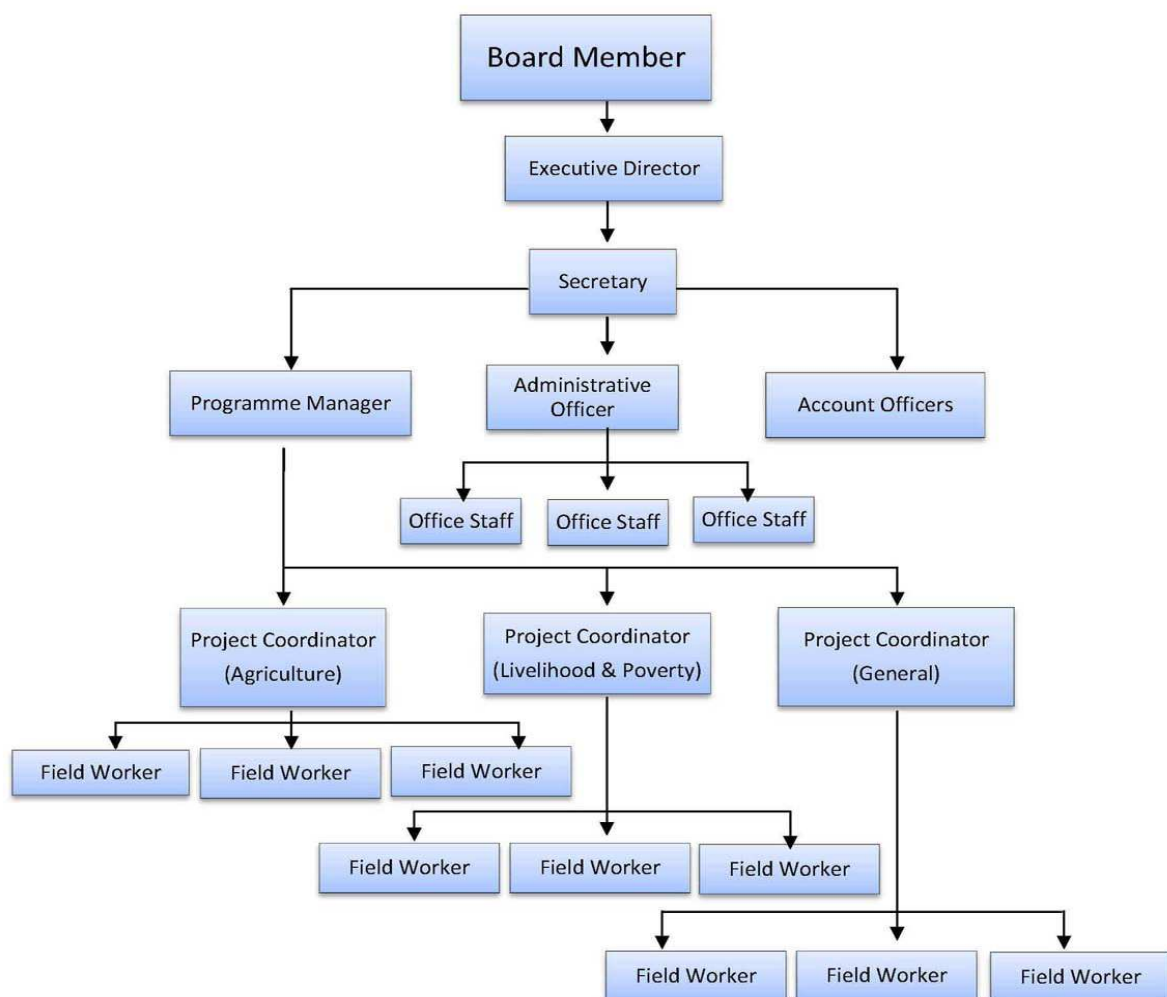 Board Member
Executive Director
Secretary
Programme Manager
Administrative
Officer
Account Officers
Office Staff
Office Staff
Office Staff
Project Coordinator
(Agriculture)
Project Coordinator
(Livelihood & Poverty)
Project Coordinator
(General)
Field Worker
Field Worker
Field Worker
Field Worker
Field Worker
Field Worker
Field Worker
Field Worker
Field Worker